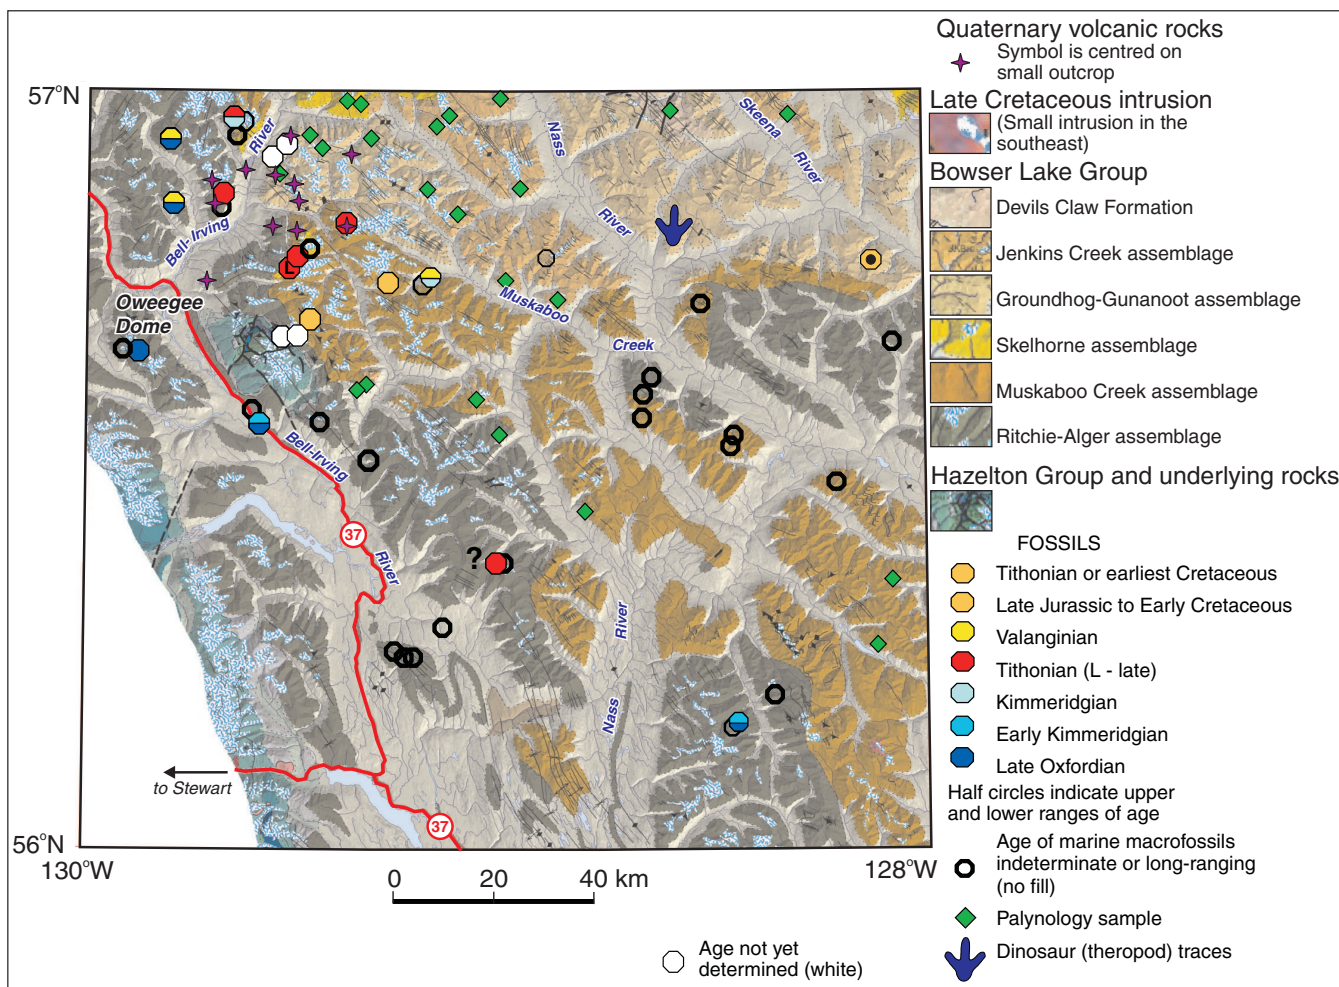 57°N
56°N
130°W
128°W
Bell-Irving
River
Nass
River
Skeena
River
Muskaboo
Creek
Oweegee
Dome
Bell-Irving
River
37
?
L
Nass
River
to Stewart
37
0 20 40 km
Quaternary volcanic rocks
Symbol is centred on
small outcrop
Late Cretaceous intrusion
(Small intrusion in the
southeast)
Bowser Lake Group
Devils Claw Formation
Jenkins Creek assemblage
Groundhog-Gunanoot assemblage
Skelhorne assemblage
Muskaboo Creek assemblage
Ritchie-Alger assemblage
Hazelton Group and underlying rocks
FOSSILS
Tithonian or earliest Cretaceous
Late Jurassic to Early Cretaceous
Valanginian
Tithonian (L - late)
Kimmeridgian
Early Kimmeridgian
Late Oxfordian
Half circles indicate upper
and lower ranges of age
Age of marine macrofossils
indeterminate or long-ranging
(no fill)
Palynology sample
Dinosaur (theropod) traces
Age not yet
determined (white)